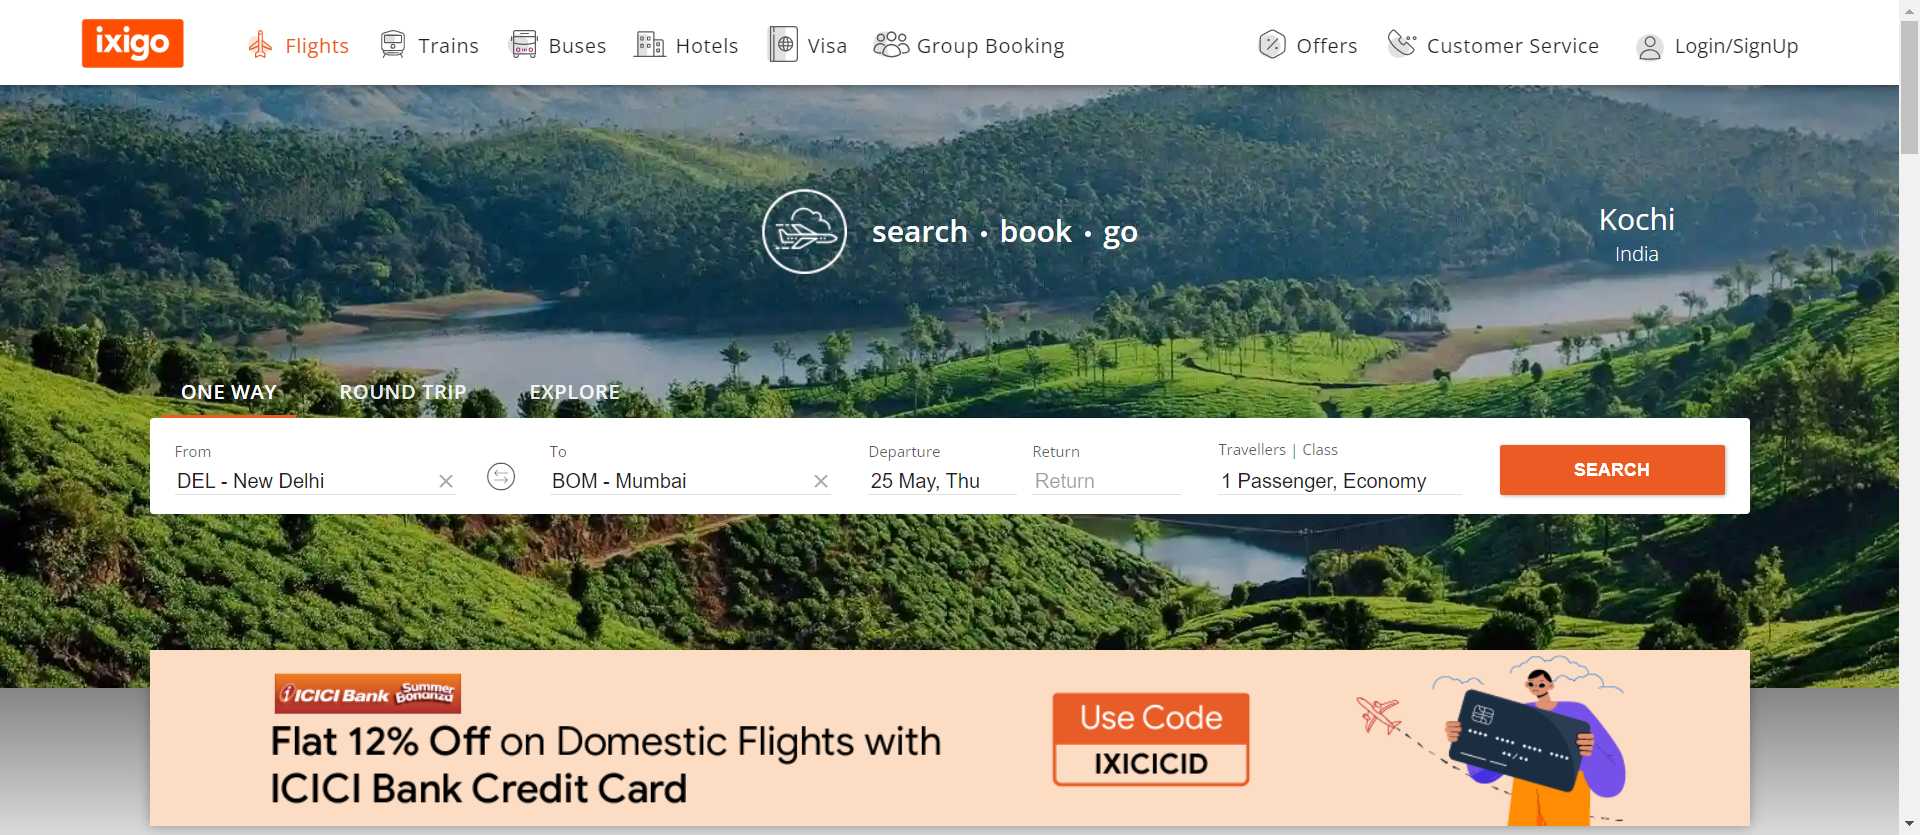 ixigo
Flights
Trains
Buses
Hotels
Visa
Group Booking
Offers
Customer Service
Login/SignUp
search • book • go
Kochi
India
ONE WAY
ROUND TRIP
EXPLORE
From
DEL - New Delhi
To
BOM - Mumbai
Departure
25 May, Thu
Return
Return
Travellers | Class
1 Passenger, Economy
SEARCH
ICICI Bank
Summer
Bonanza
Flat 12% Off on Domestic Flights with
ICICI Bank Credit Card
Use Code
IXICICID